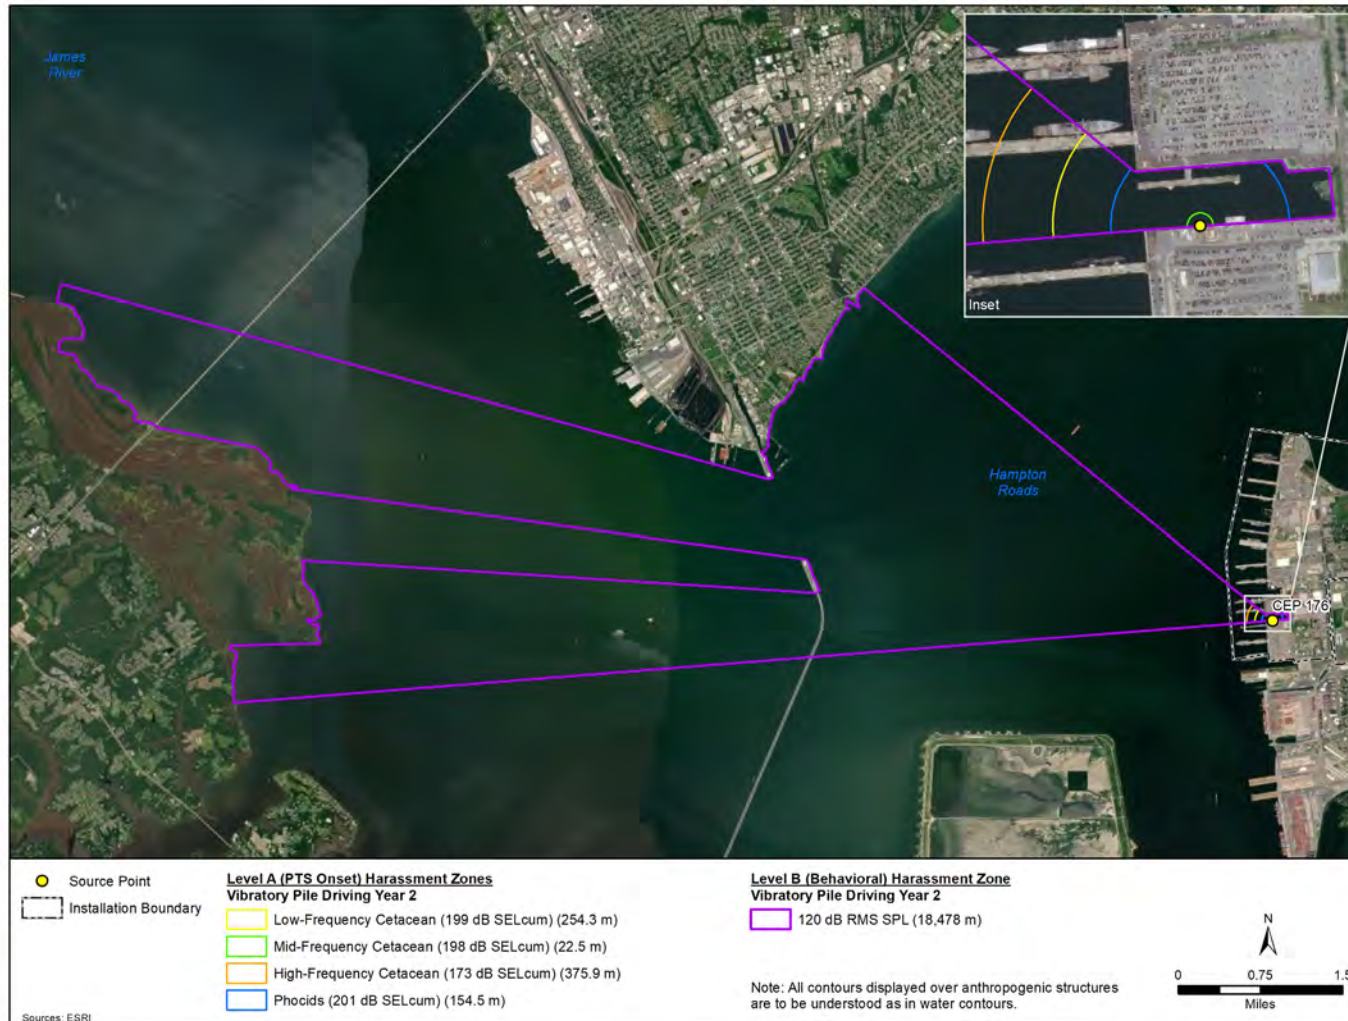 James
River
Inset
Hampton
Roads
CEP 176
Source Point
Installation Boundary
Level A (PTS Onset) Harassment Zones
Vibratory Pile Driving Year 2
Low-Frequency Cetacean (199 dB SELcum) (254.3 m)
Mid-Frequency Cetacean (198 dB SELcum) (22.5 m)
High-Frequency Cetacean (173 dB SELcum) (375.9 m)
Phocids (201 dB SELcum) (154.5 m)
Level B (Behavioral) Harassment Zone
Vibratory Pile Driving Year 2
120 dB RMS SPL (18,478 m)
Note: All contours displayed over anthropogenic structures
are to be understood as in water contours.
N
0 0.75 1.5
Miles
Sources: ESRI